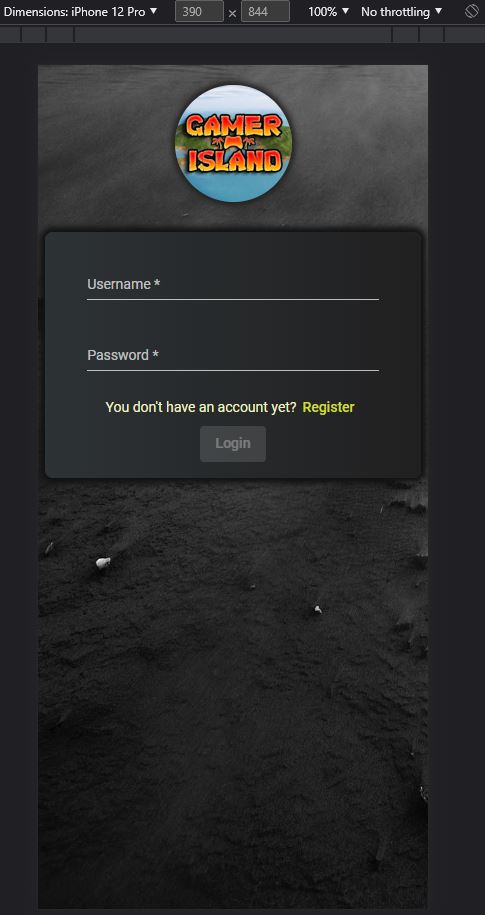 Dimensions: iPhone 12 Pro ▼ 390 × 844 100% ▼ No throttling ▼
GAMER
ISLAND
Username *
Password *
You don't have an account yet? Register
Login